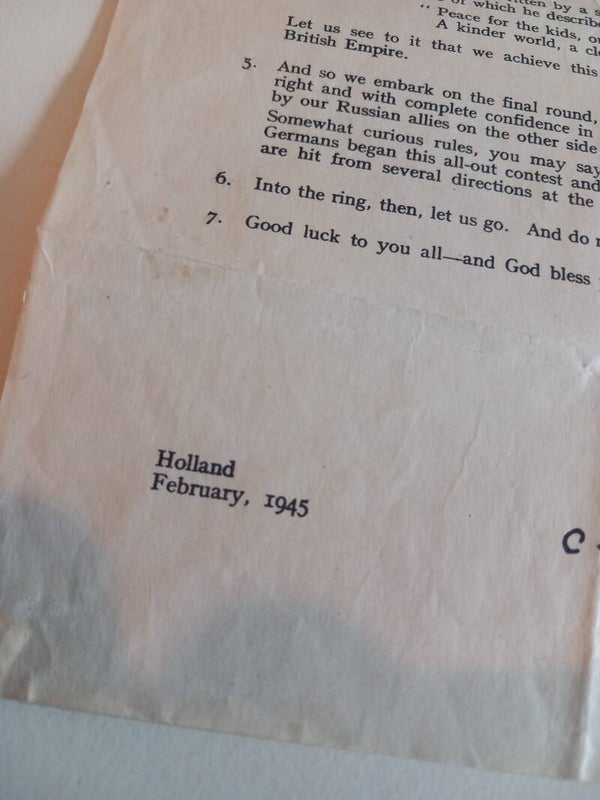 by a s
of which he describe
“ Peace for the kids, ou
A kinder world, a cle
Let us see to it that we achieve this
British Empire.
5. And so we embark on the final round,
right and with complete confidence in
by our Russian allies on the other side
Somewhat curious rules, you may say
Germans began this all-out contest and
are hit from several directions at the
6. Into the ring, then, let us go. And do n
7. Good luck to you all—and God bless
Holland
February, 1945